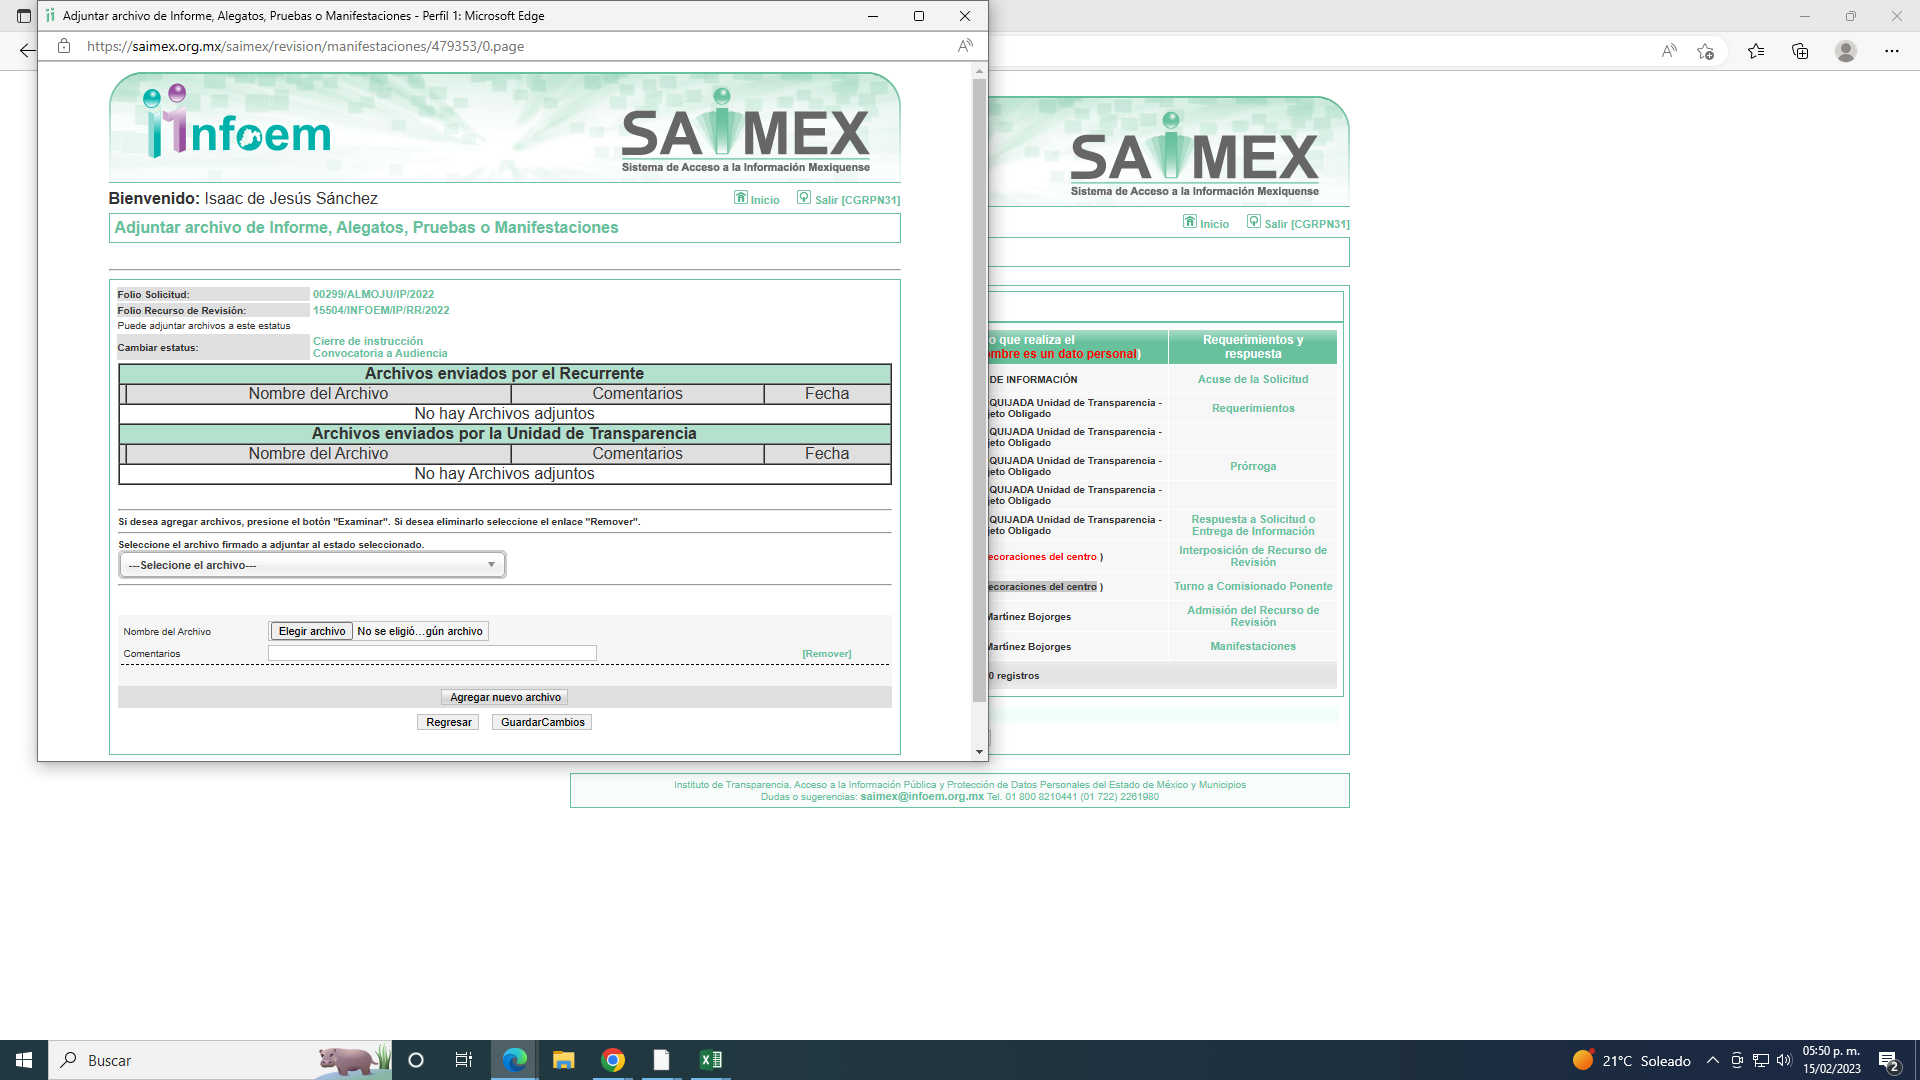 Adjuntar archivo de Informe, Alegatos, Pruebas o Manifestaciones - Perfil 1: Microsoft Edge
https://saimex.org.mx/saimex/revision/manifestaciones/479353/0.page
infoem
SAIMEX
Sistema de Acceso a la Información Mexiquense
Bienvenido: Isaac de Jesús Sánchez
Inicio
Salir [CGRPN31]
Adjuntar archivo de Informe, Alegatos, Pruebas o Manifestaciones
Folio Solicitud: 00299/ALMOJU/IP/2022
Folio Recurso de Revisión: 15504/INFOEM/IP/RR/2022
Puede adjuntar archivos a este estatus
Cambiar estatus: Cierre de instrucción
Convocatoria a Audiencia
Archivos enviados por el Recurrente
Nombre del Archivo Comentarios Fecha
No hay Archivos adjuntos
Archivos enviados por la Unidad de Transparencia
Nombre del Archivo Comentarios Fecha
No hay Archivos adjuntos
Si desea agregar archivos, presione el botón "Examinar". Si desea eliminarlo seleccione el enlace "Remover".
Seleccione el archivo firmado a adjuntar al estado seleccionado.
---Selecione el archivo---
Nombre del Archivo Elegir archivo No se eligió...gún archivo
Comentarios [Remover]
Agregar nuevo archivo
Regresar GuardarCambios
SAIMEX
Sistema de Acceso a la Información Mexiquense
Inicio
Salir [CGRPN31]
o que realiza el
ombre es un dato personal)
Requerimientos y
respuesta
DE INFORMACIÓN
Acuse de la Solicitud
QUIJADA Unidad de Transparencia -
jeto Obligado
Requerimientos
QUIJADA Unidad de Transparencia -
jeto Obligado
QUIJADA Unidad de Transparencia -
jeto Obligado
Prórroga
QUIJADA Unidad de Transparencia -
jeto Obligado
QUIJADA Unidad de Transparencia -
jeto Obligado
Respuesta a Solicitud o
Entrega de Información
ecoraciones del centro )
Interposición de Recurso de
Revisión
ecoraciones del centro )
Turno a Comisionado Ponente
Martínez Bojorges
Admisión del Recurso de
Revisión
Martínez Bojorges
Manifestaciones
0 registros
Instituto de Transparencia, Acceso a la Información Pública y Protección de Datos Personales del Estado de México y Municipios
Dudas o sugerencias: saimex@infoem.org.mx Tel. 01 800 8210441 (01 722) 2261980
Buscar
21°C Soleado
05:50 p. m.
15/02/2023
2